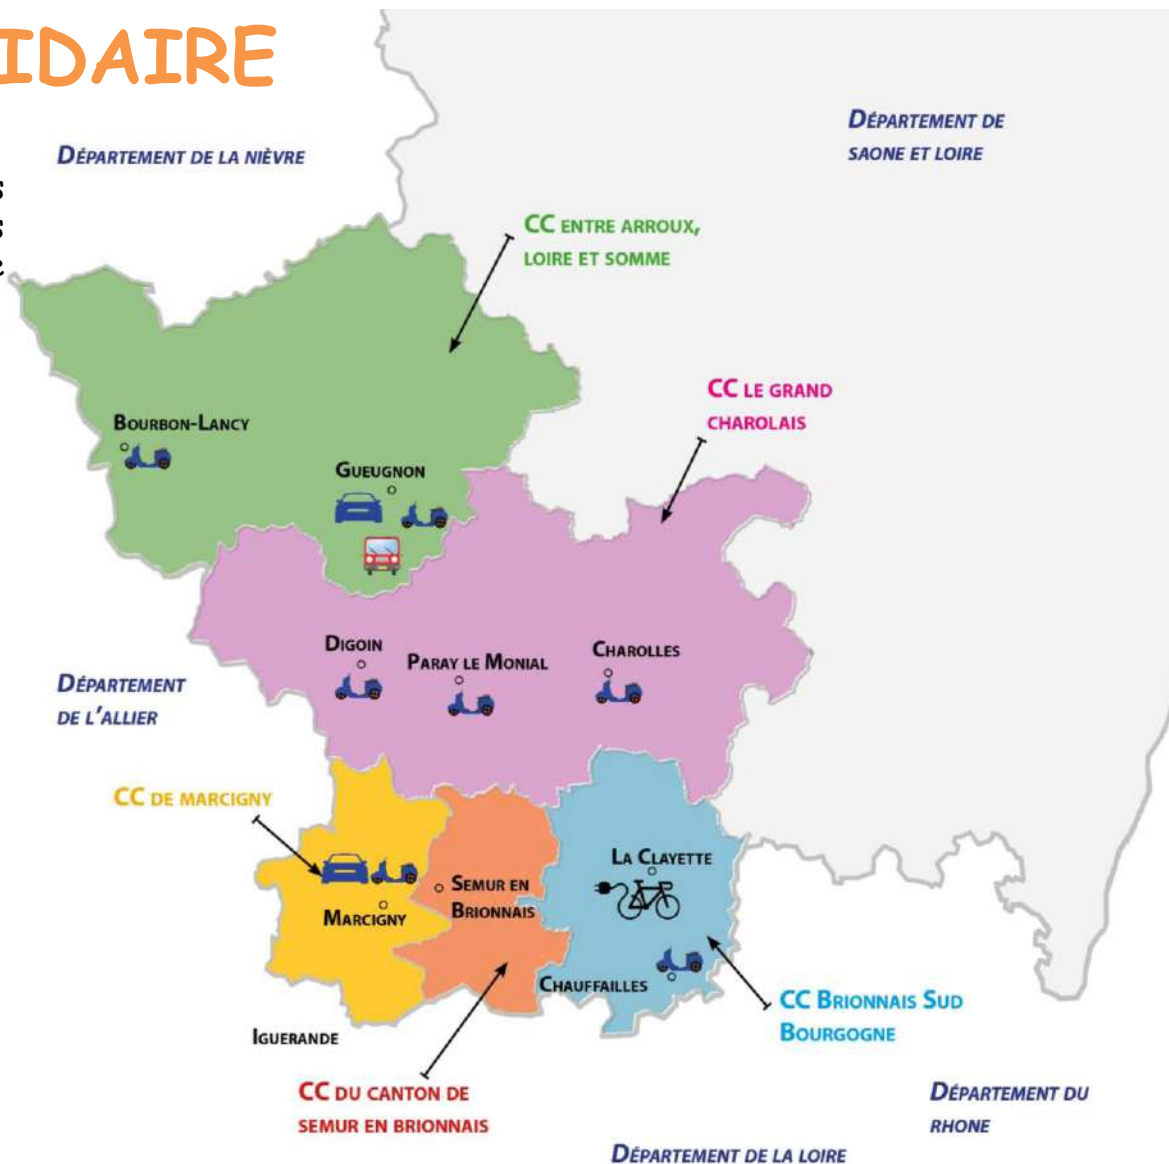 IDAIRE
DÉPARTEMENT DE LA NIÈVRE
DÉPARTEMENT DE
SAONE ET LOIRE
CC ENTRE ARROUX,
LOIRE ET SOMME
CC LE GRAND
CHAROLAIS
BOURBON-LANCY
GUEUGNON
DIGOIN
PARAY LE MONIAL
CHAROLLES
DÉPARTEMENT
DE L'ALLIER
CC DE MARCIGNY
LA CLAYETTE
SEMUR EN
BRIONNAIS
MARCIGNY
CHAUFFAILLES
CC BRIONNAIS SUD
BOURGOGNE
IGUERANDE
CC DU CANTON DE
SEMUR EN BRIONNAIS
DÉPARTEMENT DU
RHONE
DÉPARTEMENT DE LA LOIRE